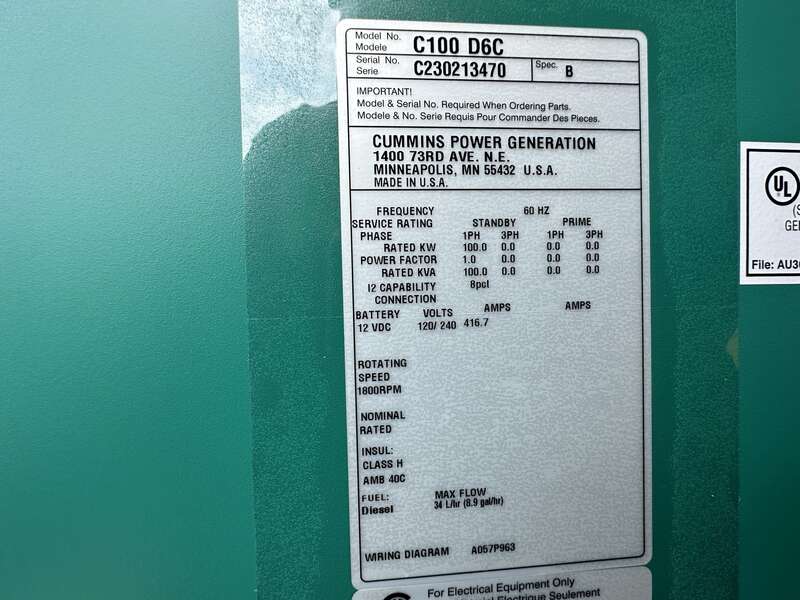 Model No.
Modele C100 D6C
Serial No.
Serie C230213470 Spec. B
IMPORTANT!
Model & Serial No. Required When Ordering Parts.
Modele & No. Serie Requis Pour Commander Des Pieces.
CUMMINS POWER GENERATION
1400 73RD AVE. N.E.
MINNEAPOLIS, MN 55432 U.S.A.
MADE IN U.S.A.
FREQUENCY 60 HZ
SERVICE RATING STANDBY PRIME
PHASE 1PH 3PH 1PH 3PH
RATED KW 100.0 0.0 0.0 0.0
POWER FACTOR 1.0 0.0 0.0 0.0
RATED KVA 100.0 0.0 0.0 0.0
I2 CAPABILITY 8pct
CONNECTION
BATTERY VOLTS AMPS AMPS
12 VDC 120/ 240 416.7
ROTATING
SPEED
1800RPM
NOMINAL
RATED
INSUL:
CLASS H
AMB 40C
FUEL: MAX FLOW
Diesel 34 L/hr (8.9 gal/hr)
WIRING DIAGRAM A057P963
For Electrical Equipment Only
Electrique Seulement
UL
GE
File: AU3